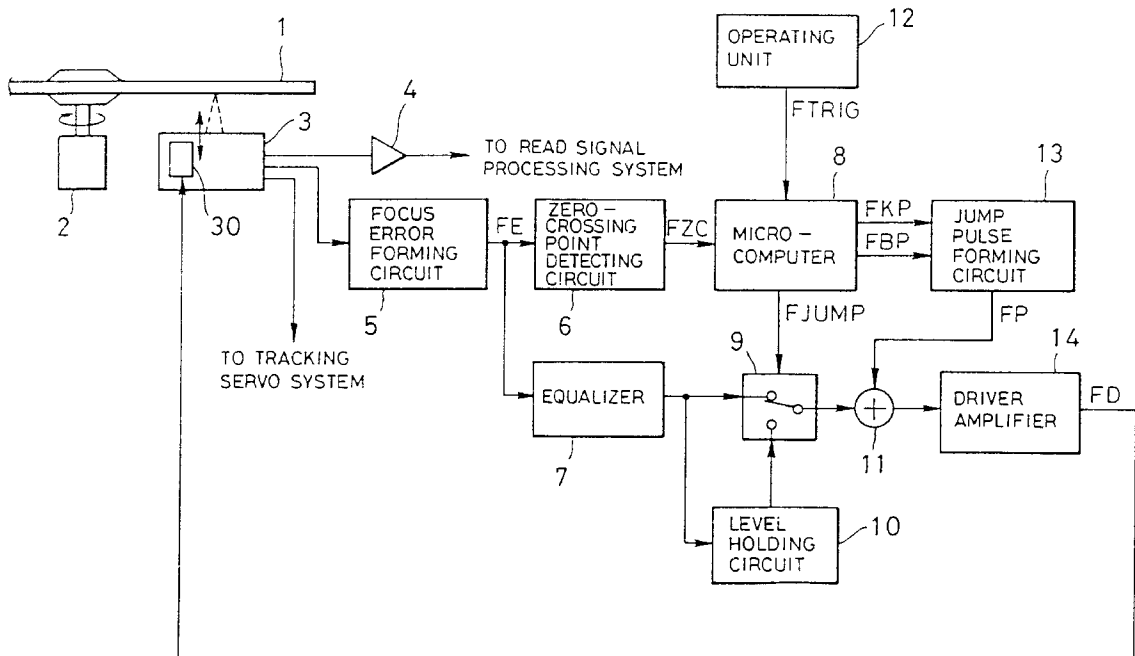 12
OPERATING
UNIT
1
4
FTRIG
3
TO READ SIGNAL
PROCESSING SYSTEM
8
13
2
30
FOCUS
ERROR
FORMING
CIRCUIT
FE
ZERO-
CROSSING
POINT
DETECTING
CIRCUIT
FZC
MICRO-
COMPUTER
FKP
FBP
JUMP
PULSE
FORMING
CIRCUIT
5
6
FJUMP
FP
TO TRACKING
SERVO SYSTEM
9
14
EQUALIZER
DRIVER
AMPLIFIER
FD
7
11
LEVEL
HOLDING
CIRCUIT
10